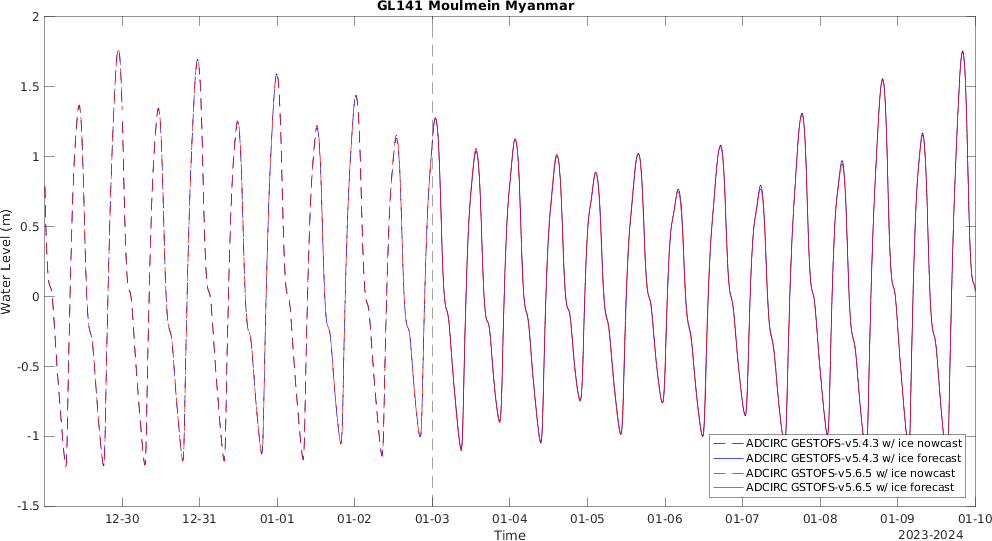 GL141 Moulmein Myanmar
2
1.5
1
0.5
0
-0.5
-1
-1.5
Water Level (m)
ADCIRC GESTOFS-v5.4.3 w/ ice nowcast
ADCIRC GESTOFS-v5.4.3 w/ ice forecast
ADCIRC GSTOFS-v5.6.5 w/ ice nowcast
ADCIRC GSTOFS-v5.6.5 w/ ice forecast
12-30 12-31 01-01 01-02 01-03 01-04 01-05 01-06 01-07 01-08 01-09 01-10
Time
2023-2024